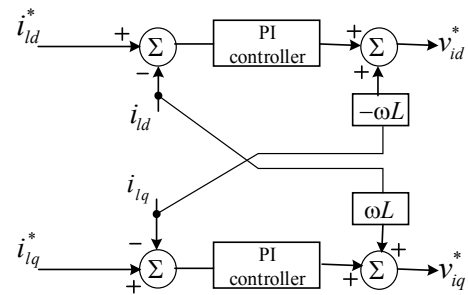 i*ld + Σ PI controller + Σ v*id
− +
−ωL
ild
ilq
ωL
− +
i*lq Σ PI controller Σ v*iq
+ +